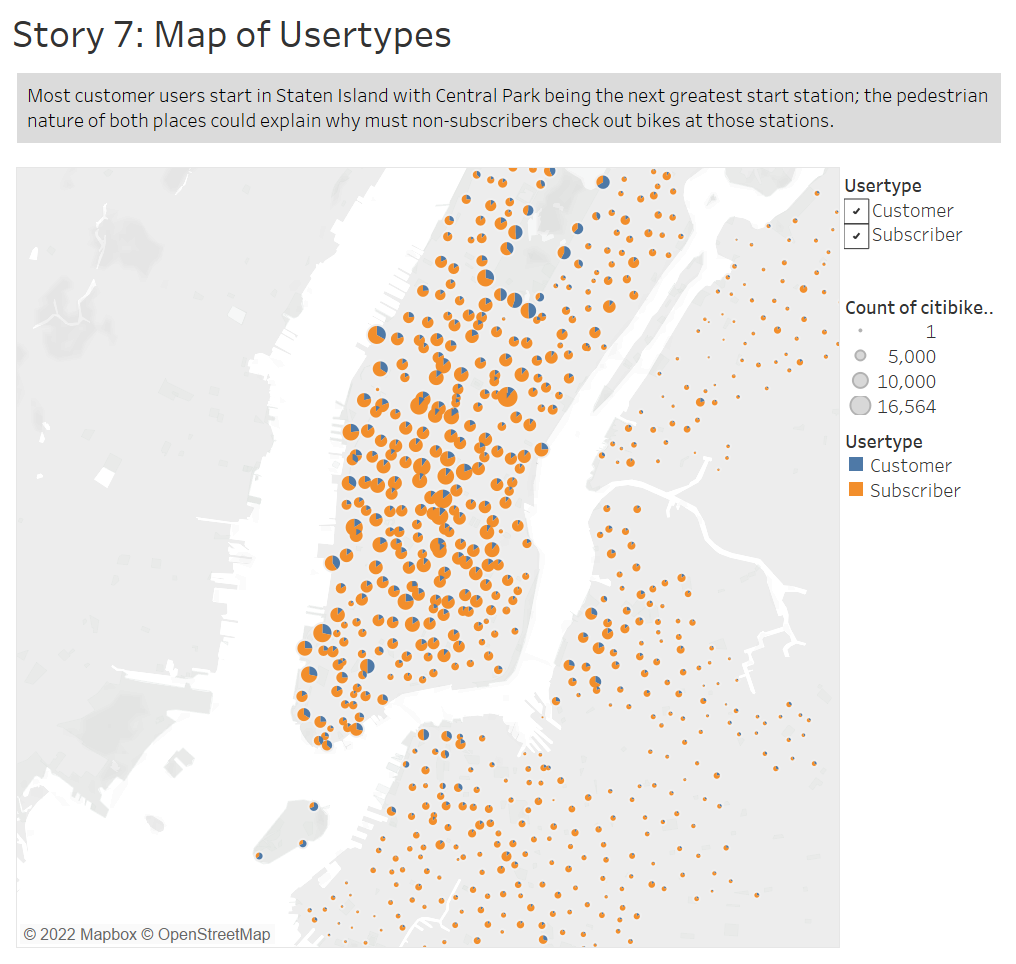 Story 7: Map of Usertypes
Most customer users start in Staten Island with Central Park being the next greatest start station; the pedestrian
nature of both places could explain why must non-subscribers check out bikes at those stations.
Usertype
Customer
Subscriber
Count of citibike..
1
5,000
10,000
16,564
Usertype
Customer
Subscriber
© 2022 Mapbox © OpenStreetMap